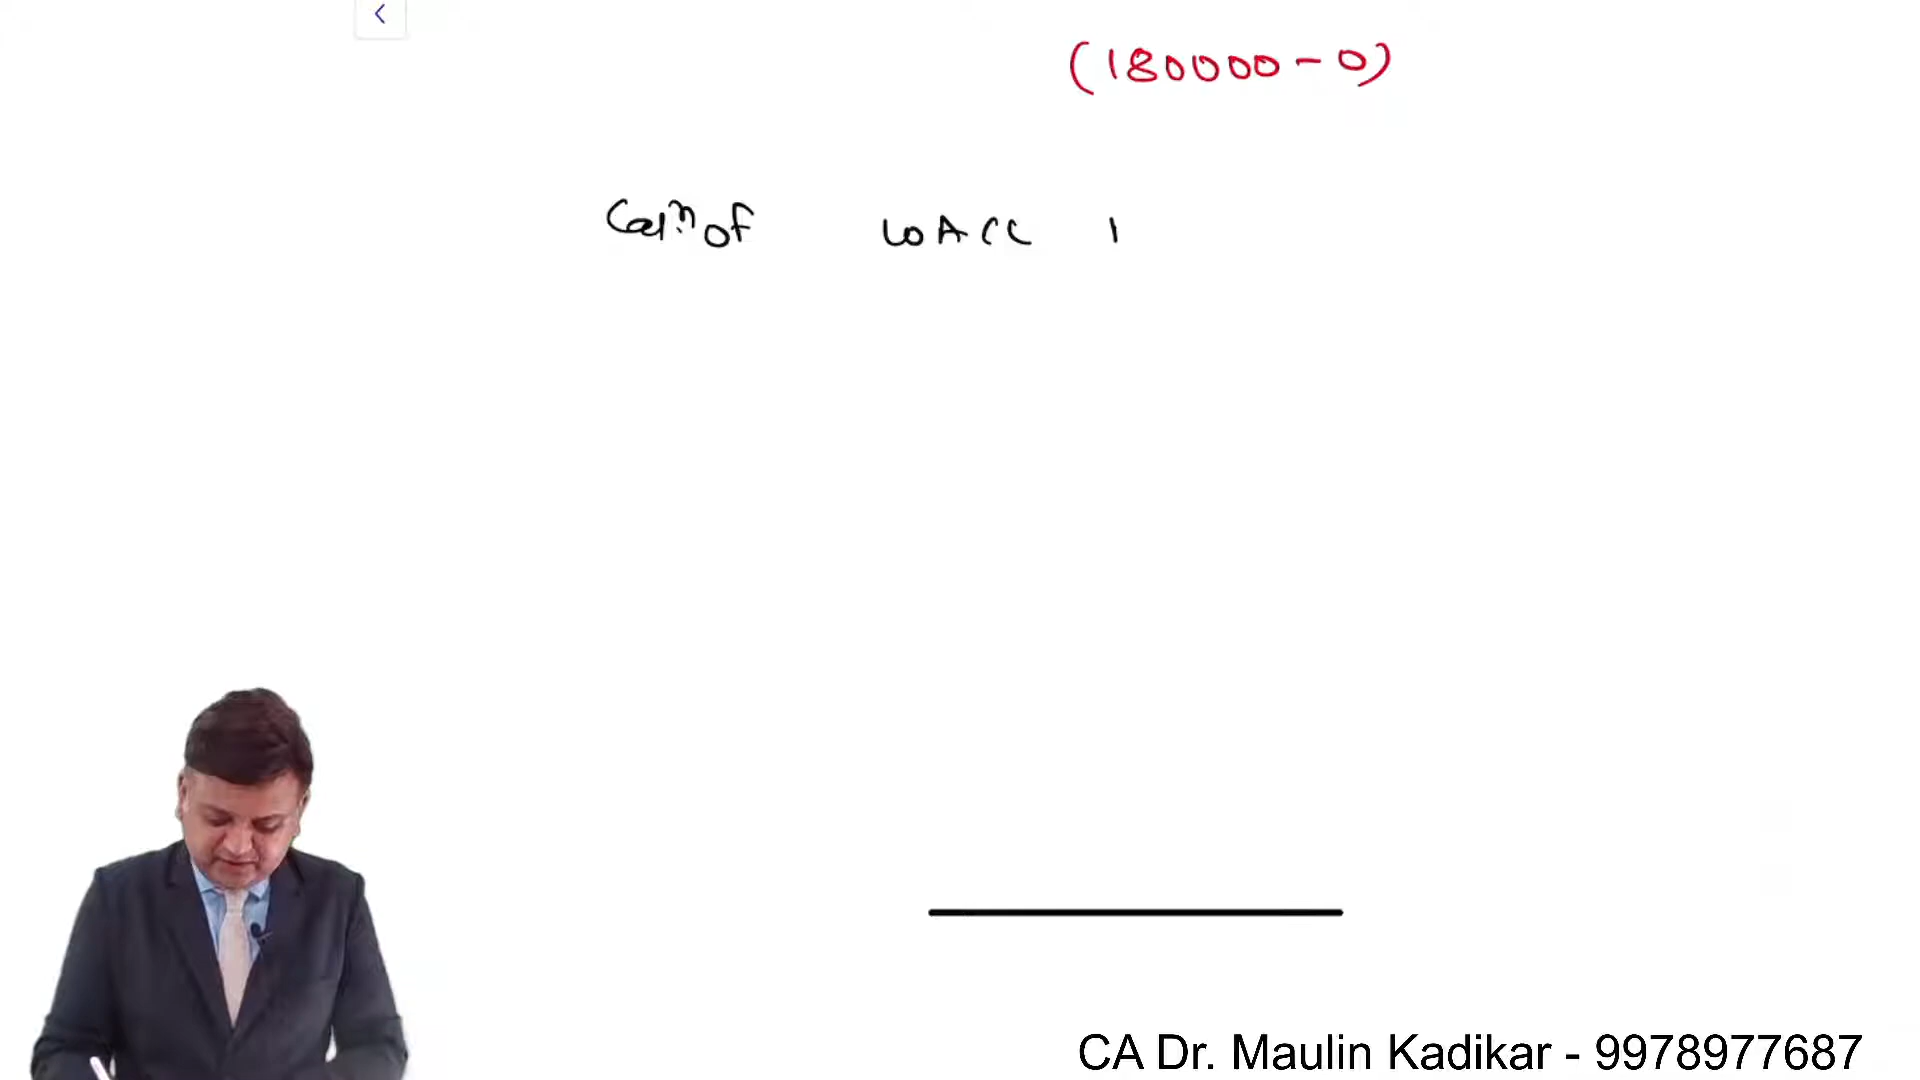 (180000-0)
Calⁿ of WACC
CA Dr. Maulin Kadikar - 9978977687